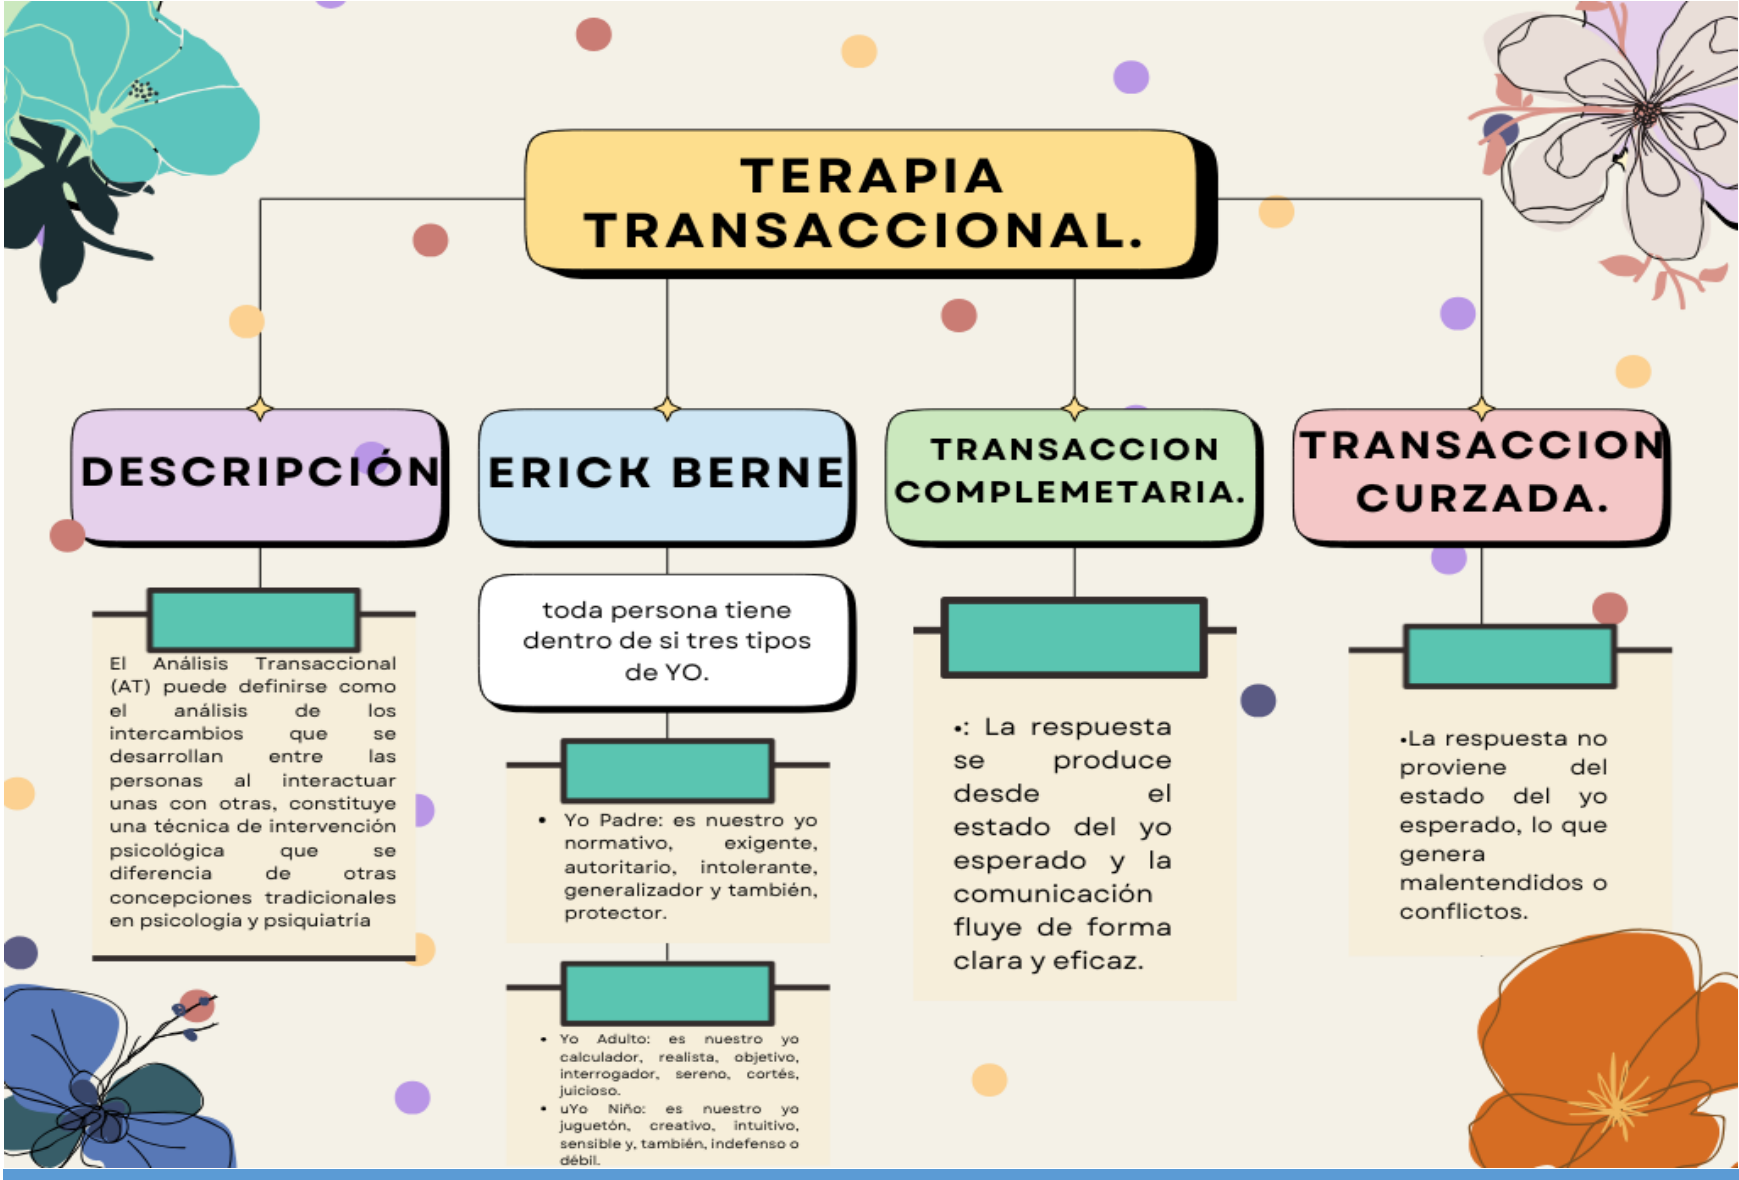 TERAPIA
TRANSACCIONAL.
DESCRIPCIÓN
El Análisis Transaccional
(AT) puede definirse como
el análisis de los
intercambios que se
desarrollan entre las
personas al interactuar
unas con otras, constituye
una técnica de intervención
psicológica que se
diferencia de otras
concepciones tradicionales
en psicología y psiquiatría
ERICK BERNE
toda persona tiene
dentro de si tres tipos
de YO.
• Yo Padre: es nuestro yo
normativo, exigente,
autoritario, intolerante,
generalizador y también,
protector.
• Yo Adulto: es nuestro yo
calculador, realista, objetivo,
interrogador, sereno, cortés,
juicioso.
• uYo Niño: es nuestro yo
juguetón, creativo, intuitivo,
sensible y, también, indefenso o
débil.
TRANSACCION
COMPLEMETARIA.
•: La respuesta
se produce
desde el
estado del yo
esperado y la
comunicación
fluye de forma
clara y eficaz.
TRANSACCION
CURZADA.
•La respuesta no
proviene del
estado del yo
esperado, lo que
genera
malentendidos o
conflictos.